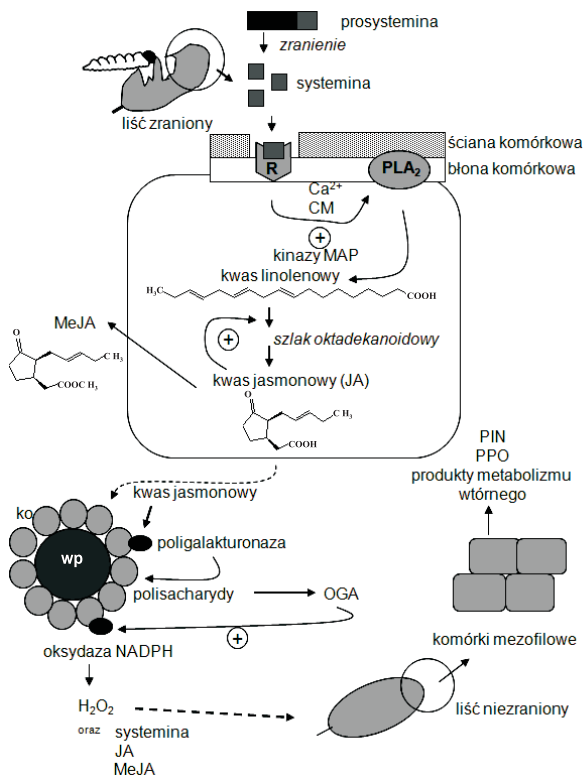 prosystemina
zranienie
systemina
liść zraniony
ściana komórkowa
błona komórkowa
R
PLA₂
Ca²⁺
CM
+
kinazy MAP
kwas linolenowy
H₃C
COOH
+
szlak oktadekanoidowy
MeJA
kwas jasmonowy (JA)
O
CH₃
COOCH₃
O
CH₃
COOH
PIN
PPO
produkty metabolizmu
wtórnego
kwas jasmonowy
ko
wp
poligalakturonaza
polisacharydy
OGA
+
oksydaza NADPH
komórki mezofilowe
H₂O₂
liść niezraniony
oraz
systemina
JA
MeJA